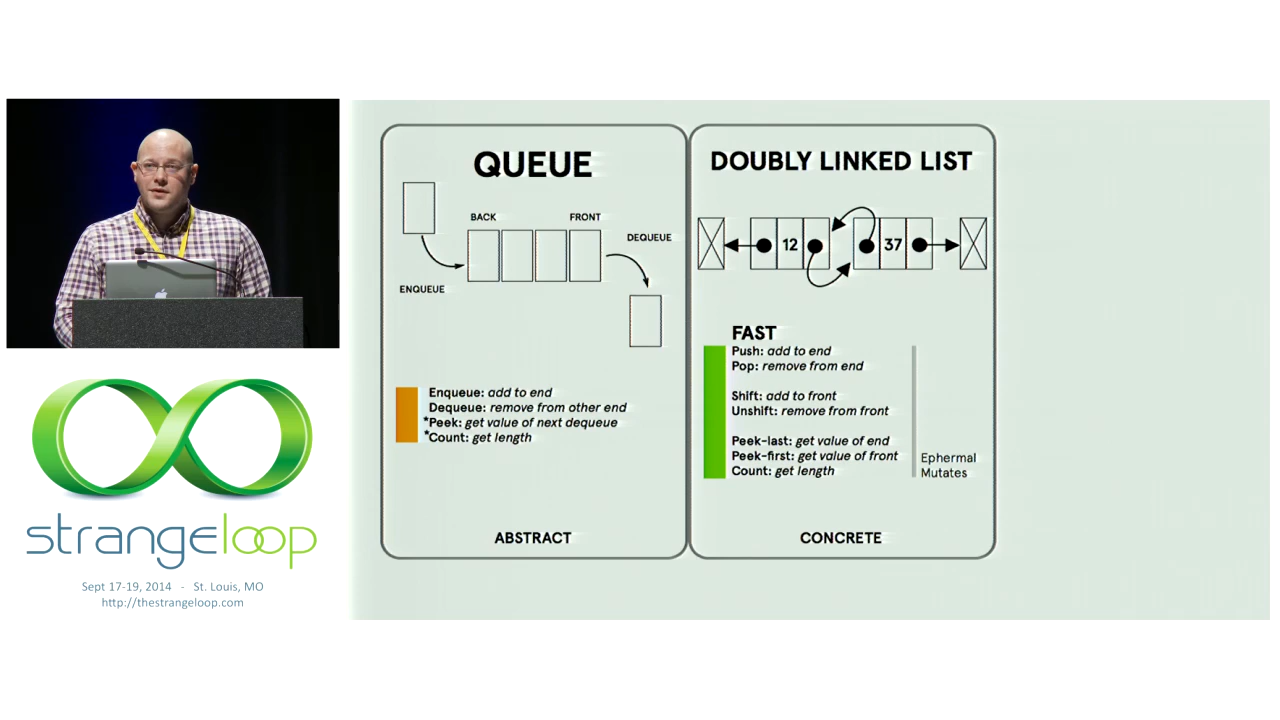 QUEUE
BACK
FRONT
DEQUEUE
ENQUEUE
Enqueue: add to end
Dequeue: remove from other end
*Peek: get value of next dequeue
*Count: get length
ABSTRACT
DOUBLY LINKED LIST
12
37
FAST
Push: add to end
Pop: remove from end
Shift: add to front
Unshift: remove from front
Peek-last: get value of end
Peek-first: get value of front
Count: get length
Ephermal
Mutates
CONCRETE
strangeloop
Sept 17-19, 2014 - St. Louis, MO
http://thestrangeloop.com